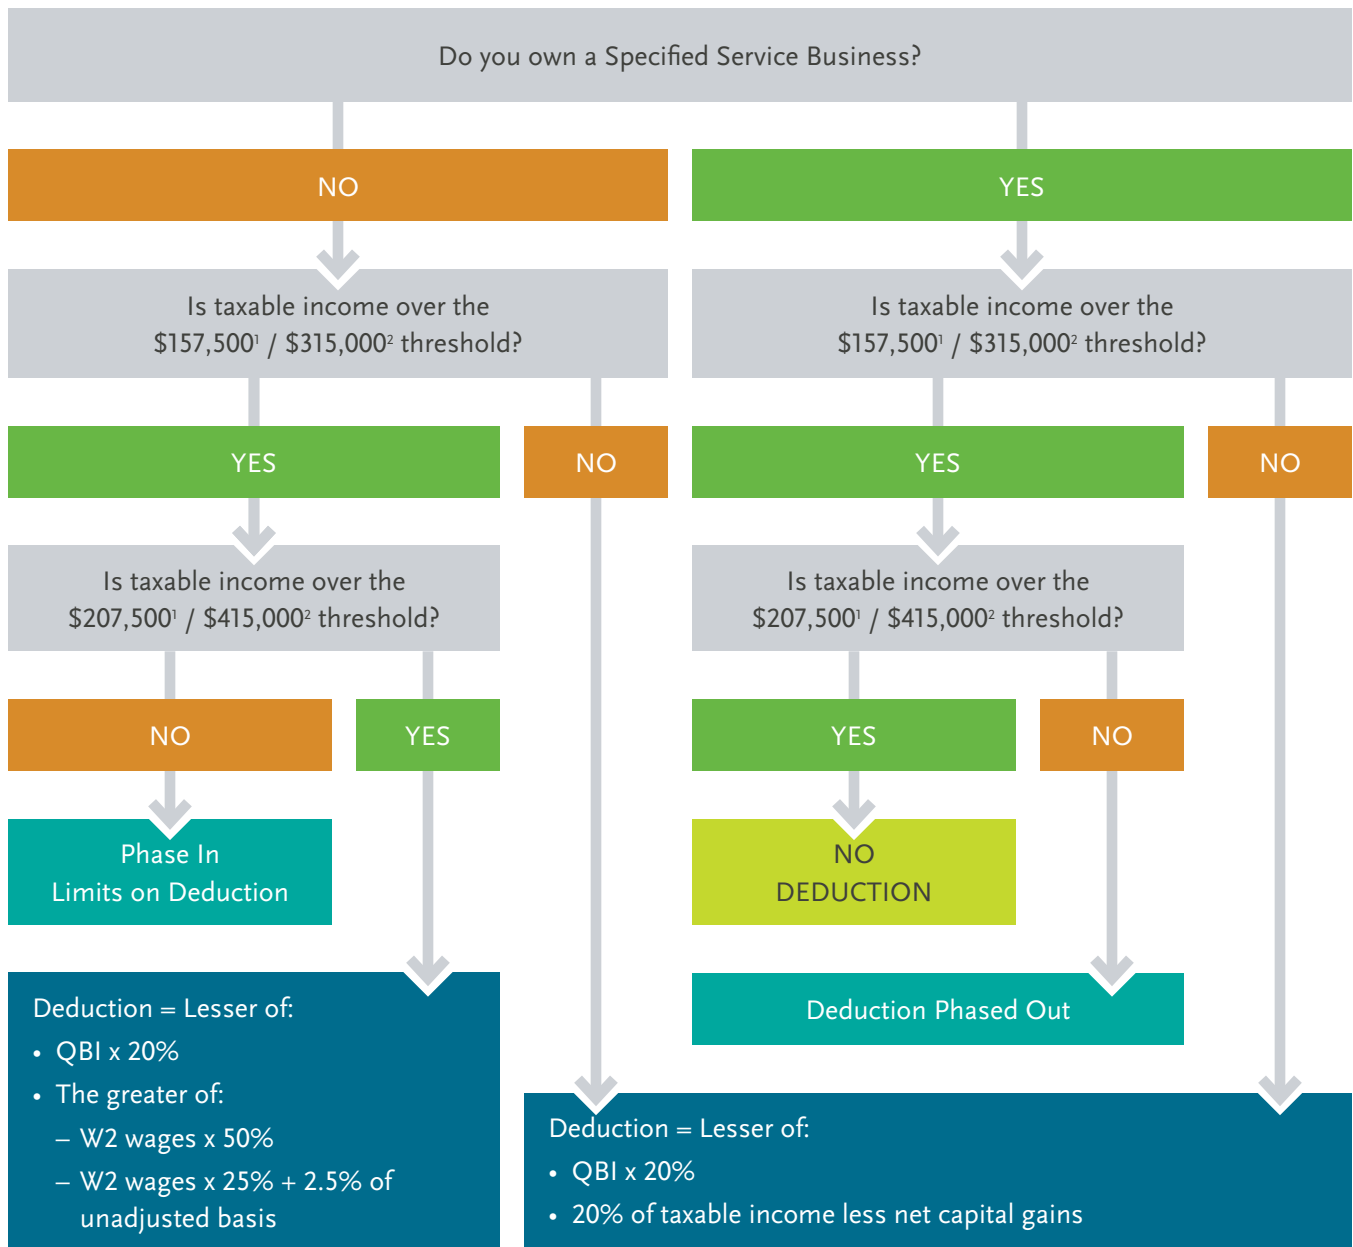 Do you own a Specified Service Business?
NO
YES
Is taxable income over the
$157,500¹ / $315,000² threshold?
Is taxable income over the
$157,500¹ / $315,000² threshold?
YES
NO
YES
NO
Is taxable income over the
$207,500¹ / $415,000² threshold?
Is taxable income over the
$207,500¹ / $415,000² threshold?
NO
YES
YES
NO
Phase In
Limits on Deduction
NO
DEDUCTION
Deduction = Lesser of:
• QBI x 20%
• The greater of:
– W2 wages x 50%
– W2 wages x 25% + 2.5% of
unadjusted basis
Deduction Phased Out
Deduction = Lesser of:
• QBI x 20%
• 20% of taxable income less net capital gains